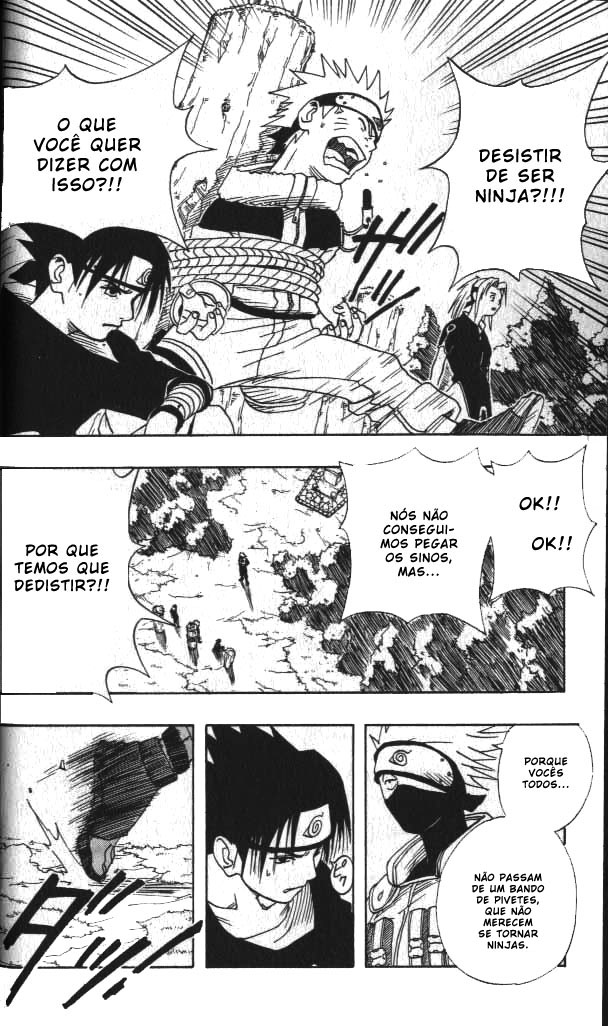 DESISTIR
DE SER
NINJA?!!!
O QUE
VOCÊ QUER
DIZER COM
ISSO?!!
OK!!
OK!!
NÓS NÃO
CONSEGUI-
MOS PEGAR
OS SINOS,
MAS...
POR QUE
TEMOS QUE
DEDISTIR?!!
PORQUE
VOCÊS
TODOS...
NÃO PASSAM
DE UM BANDO
DE PIVETES,
QUE NÃO
MERECEM
SE TORNAR
NINJAS.
ダッ!!